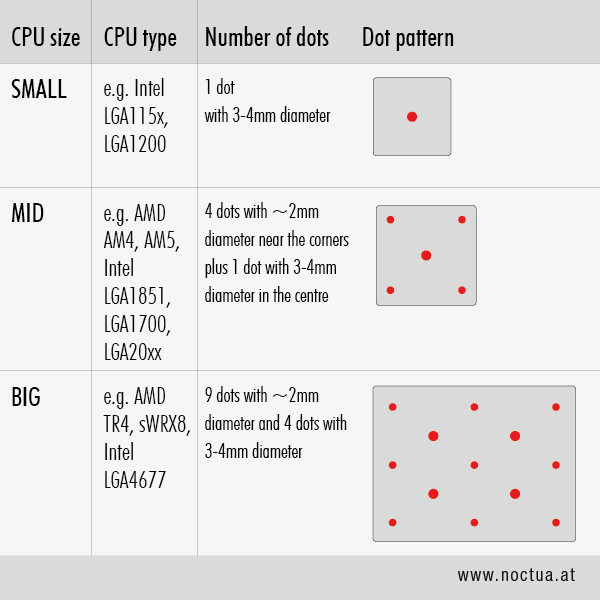 CPU size
CPU type
Number of dots
Dot pattern
SMALL
e.g. Intel
LGA115x,
LGA1200
1 dot
with 3-4mm diameter
MID
e.g. AMD
AM4, AM5,
Intel
LGA1851,
LGA1700,
LGA20xx
4 dots with ~2mm
diameter near the corners
plus 1 dot with 3-4mm
diameter in the centre
BIG
e.g. AMD
TR4, sWRX8,
Intel
LGA4677
9 dots with ~2mm
diameter and 4 dots with
3-4mm diameter
www.noctua.at